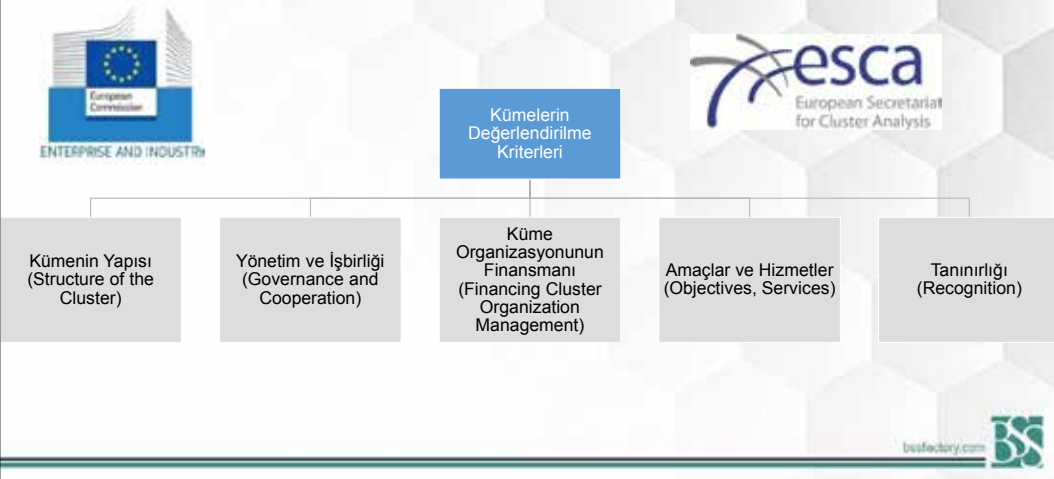 European
Commission
ENTERPRISE AND INDUSTR
esca
European Secretariat
for Cluster Analysis
Kümelerin
Değerlendirilme
Kriterleri
Kümenin Yapısı
(Structure of the
Cluster)
Yönetim ve İşbirliği
(Governance and
Cooperation)
Küme
Organizasyonunun
Finansmanı
(Financing Cluster
Organization
Management)
Amaçlar ve Hizmetler
(Objectives, Services)
Tanınırlığı
(Recognition)
bssfactory.com
BSS